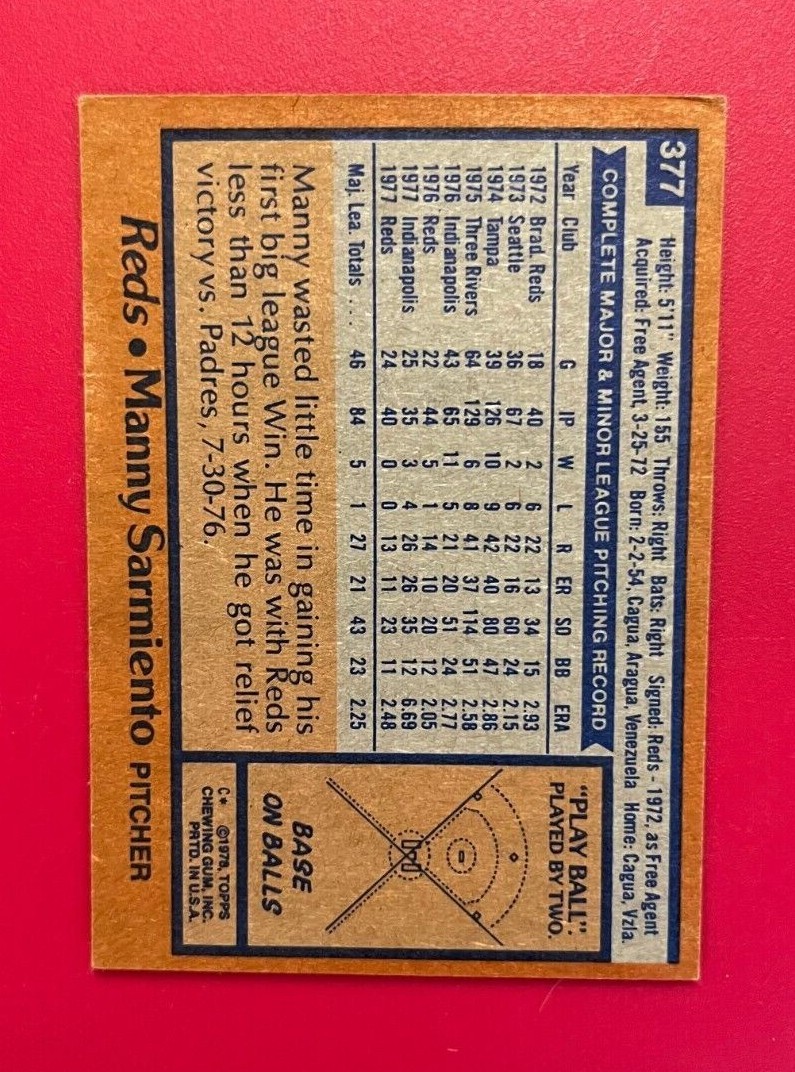 377
Height: 5'11" Weight: 155 Throws: Right Bats: Right Signed: Reds - 1972, as Free Agent
Acquired: Free Agent, 3-25-72 Born: 2-2-54, Cagua, Aragua, Venezuela Home: Cagua, Vzla.
COMPLETE MAJOR & MINOR LEAGUE PITCHING RECORD
Year Club G IP W L R ER SO BB ERA
1972 Brad. Reds 18 40 2 6 22 13 34 15 2.93
1973 Seattle 36 67 2 6 22 16 60 24 2.15
1974 Tampa 39 126 10 9 42 40 80 47 2.86
1975 Three Rivers 64 129 6 8 41 37 114 51 2.58
1976 Indianapolis 43 65 11 5 21 20 51 24 2.77
1976 Reds 22 44 5 1 14 10 20 12 2.05
1977 Indianapolis 25 35 3 4 26 26 35 12 6.69
1977 Reds 24 40 0 0 13 11 23 11 2.48
Maj. Lea. Totals .... 46 84 5 1 27 21 43 23 2.25
Manny wasted little time in gaining his
first big league Win. He was with Reds
less than 12 hours when he got relief
victory vs. Padres, 7-30-76.
"PLAY BALL":
PLAYED BY TWO.
BASE
ON BALLS
C* ©1978, TOPPS
CHEWING GUM, INC.
PRTD. IN U.S.A.
Reds • Manny Sarmiento PITCHER